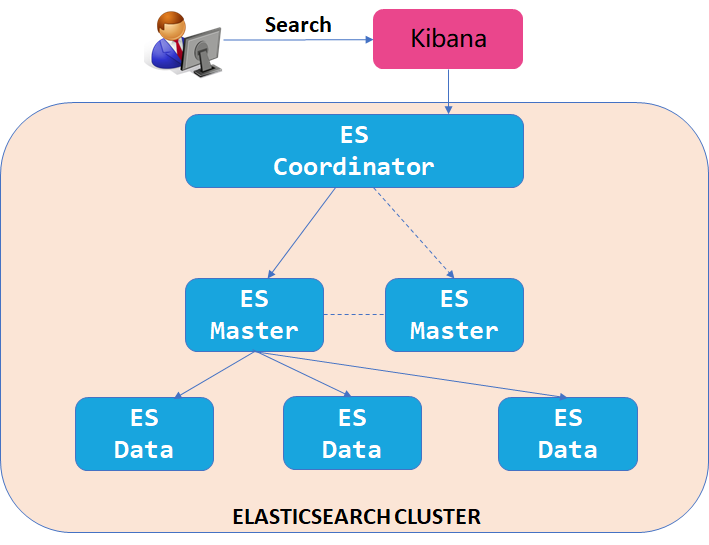 Search
Kibana
ES
Coordinator
ES
Master
ES
Master
ES
Data
ES
Data
ES
Data
ELASTICSEARCH CLUSTER